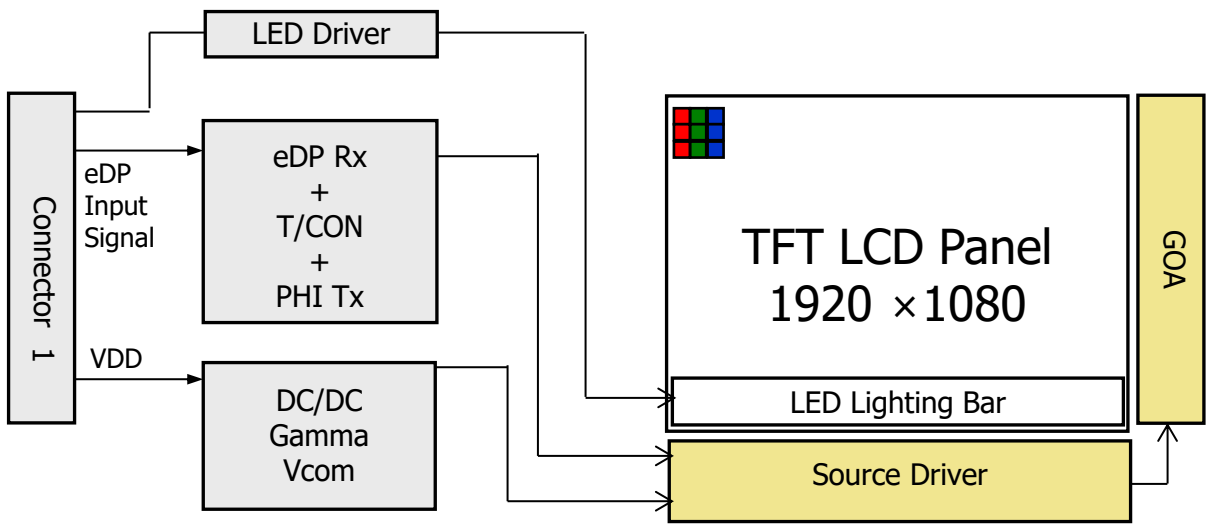 LED Driver
Connector 1
eDP
Input
Signal
eDP Rx
+
T/CON
+
PHI Tx
VDD
DC/DC
Gamma
Vcom
TFT LCD Panel
1920 ×1080
LED Lighting Bar
Source Driver
GOA